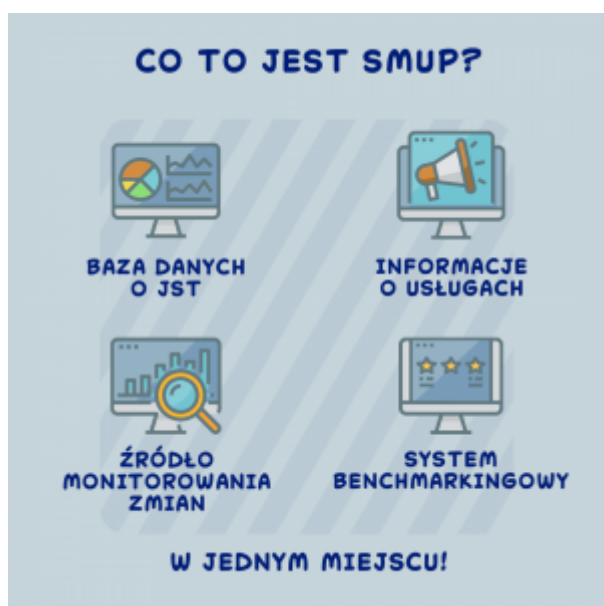 CO TO JEST SMUP?
BAZA DANYCH
O JST
INFORMACJE
O USŁUGACH
ŹRÓDŁO
MONITOROWANIA
ZMIAN
SYSTEM
BENCHMARKINGOWY
W JEDNYM MIEJSCU!